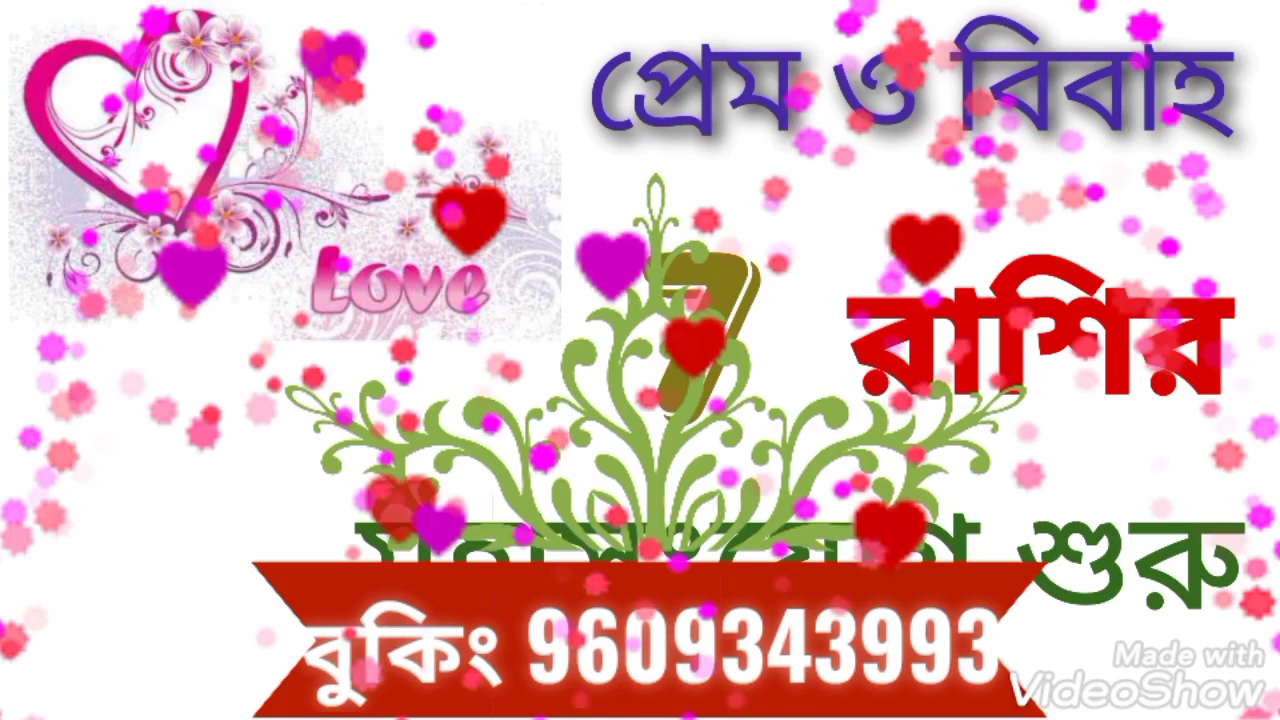 প্রেম ও বিবাহ
Love
7
রাশির
শুরু
বুকিং 9609343993
Made with
VideoShow